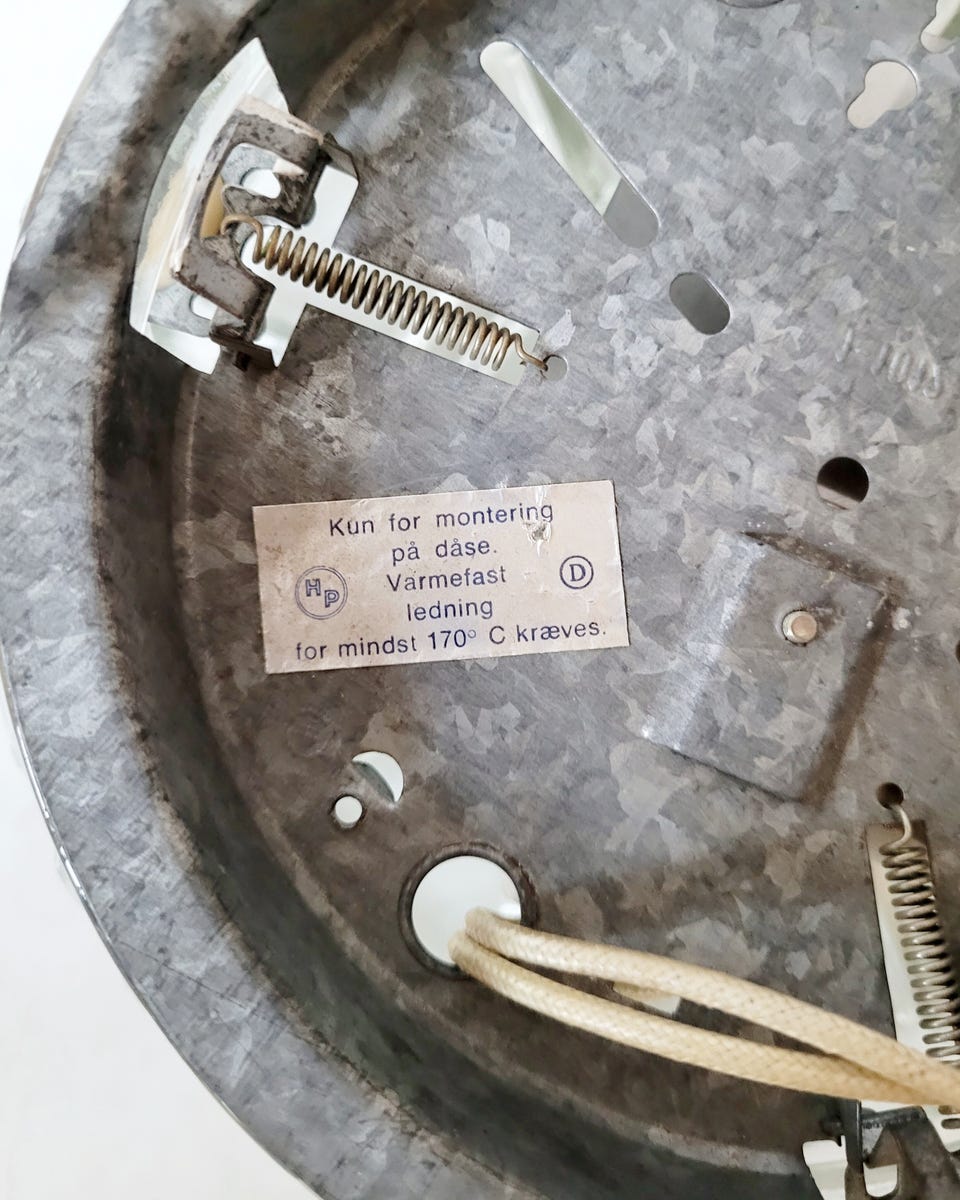 Kun for montering
på dåse.
HP
Varmefast
D
ledning
for mindst 170° C kræves.